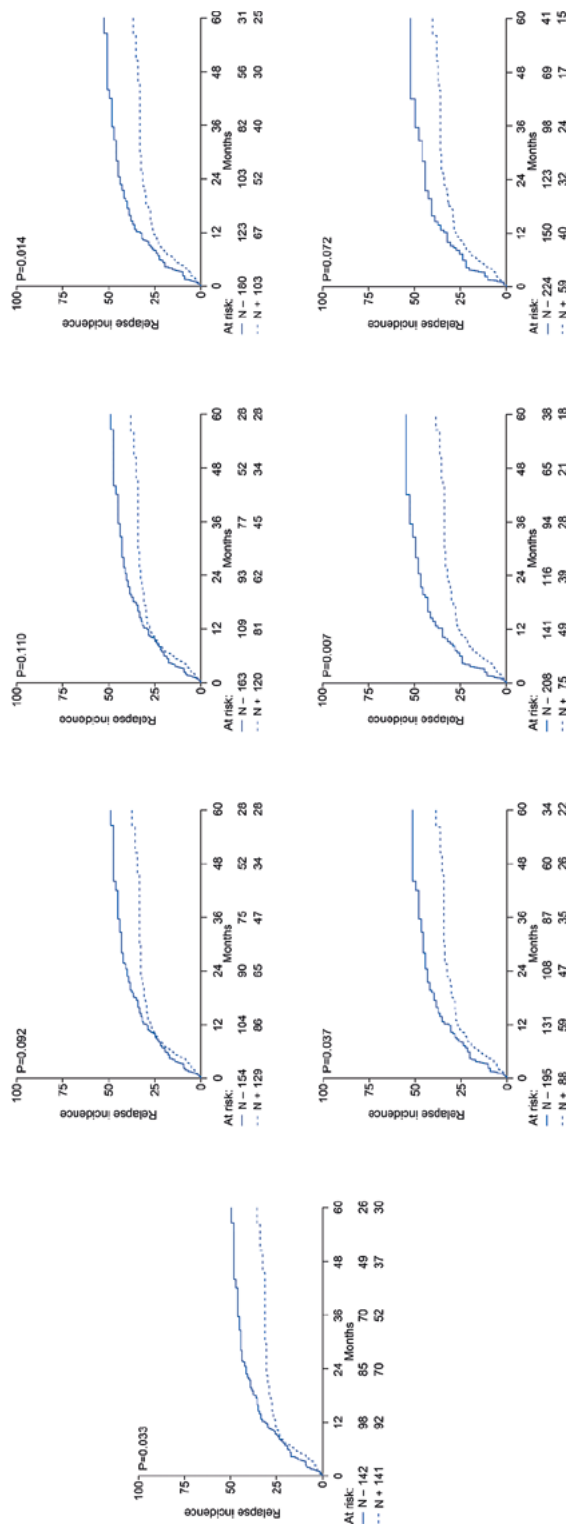 P=0.033
100
75
50
25
0
Relapse incidence
0 12 24 36 48 60
Months
At risk:
N − 142 98 85 70 49 26
N + 141 92 70 52 37 30
P=0.092
100
75
50
25
0
Relapse incidence
0 12 24 36 48 60
Months
At risk:
N − 154 104 90 75 52 28
N + 129 86 65 47 34 28
P=0.110
100
75
50
25
0
Relapse incidence
0 12 24 36 48 60
Months
At risk:
N − 163 109 93 77 52 28
N + 120 81 62 45 34 28
P=0.014
100
75
50
25
0
Relapse incidence
0 12 24 36 48 60
Months
At risk:
N − 180 123 103 82 56 31
N + 103 67 52 40 30 25
P=0.037
100
75
50
25
0
Relapse incidence
0 12 24 36 48 60
Months
At risk:
N − 195 131 108 87 60 34
N + 88 59 47 35 26 22
P=0.007
100
75
50
25
0
Relapse incidence
0 12 24 36 48 60
Months
At risk:
N − 208 141 116 94 65 38
N + 75 49 39 28 21 18
P=0.072
100
75
50
25
0
Relapse incidence
0 12 24 36 48 60
Months
At risk:
N − 224 150 123 98 69 41
N + 59 40 32 24 17 15